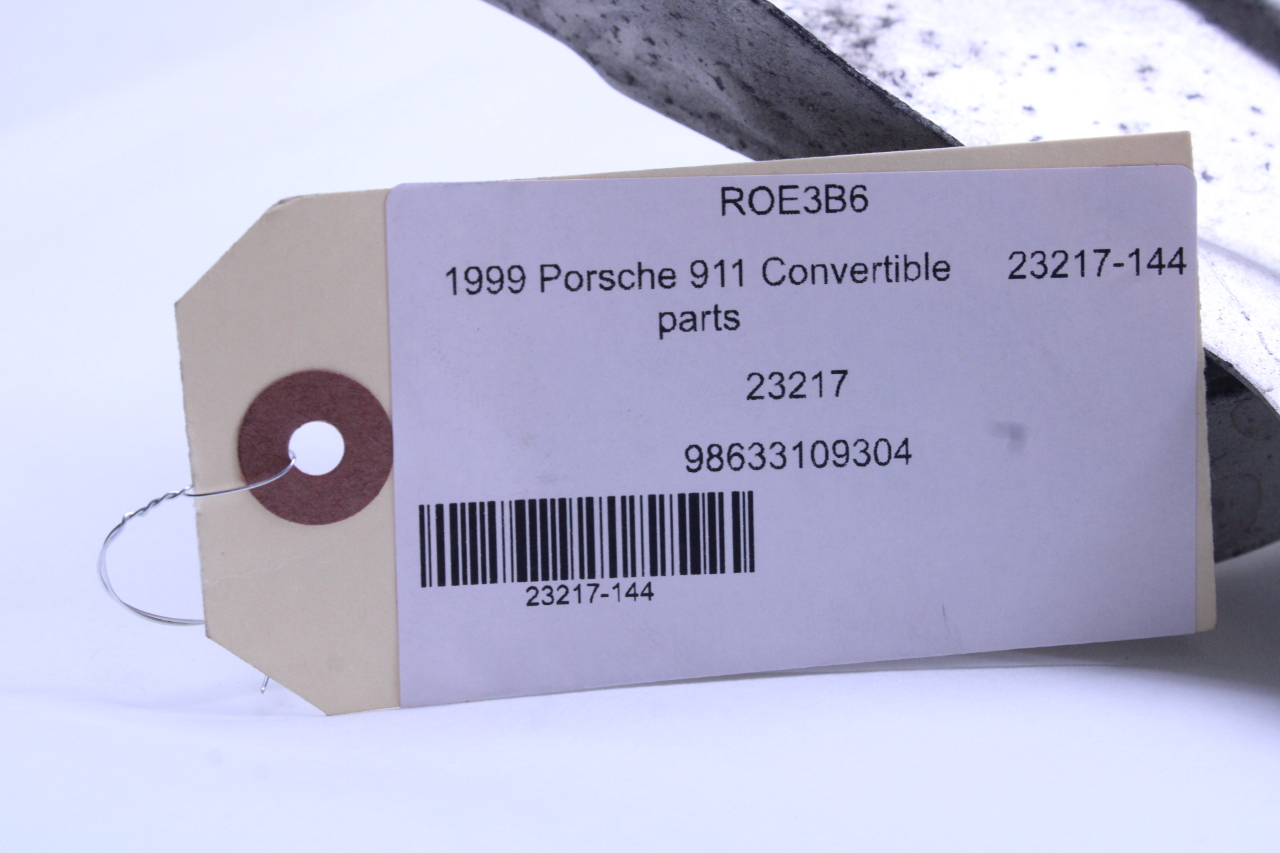 ROE3B6
1999 Porsche 911 Convertible 23217-144
parts
23217
98633109304
23217-144